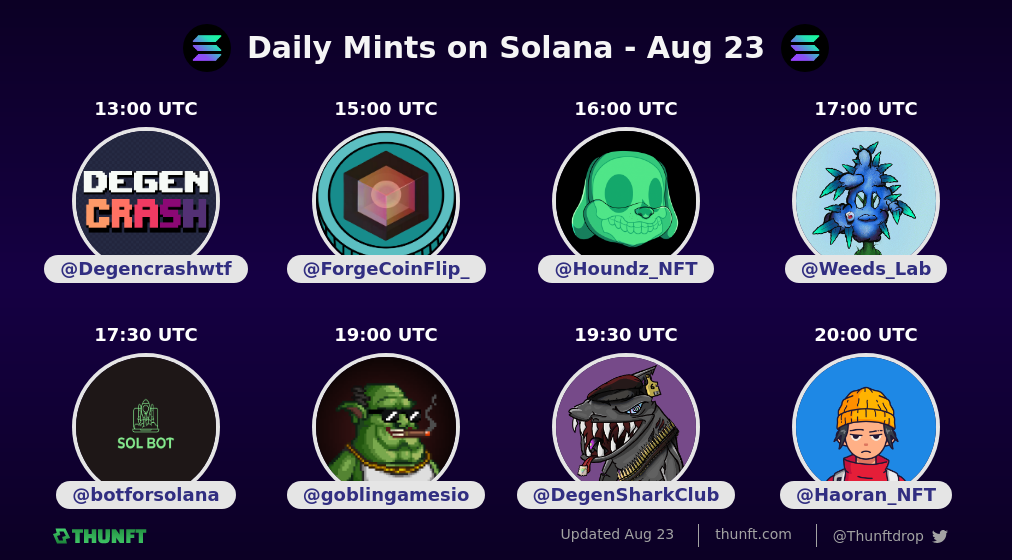 Daily Mints on Solana - Aug 23
13:00 UTC
15:00 UTC
16:00 UTC
17:00 UTC
DEGEN
CRASH
@Degencrashwtf
@ForgeCoinFlip_
@Houndz_NFT
@Weeds_Lab
17:30 UTC
19:00 UTC
19:30 UTC
20:00 UTC
SOL BOT
@botforsolana
@goblingamesio
@DegenSharkClub
@Haoran_NFT
THUNFT
Updated Aug 23
thunft.com
@Thunftdrop